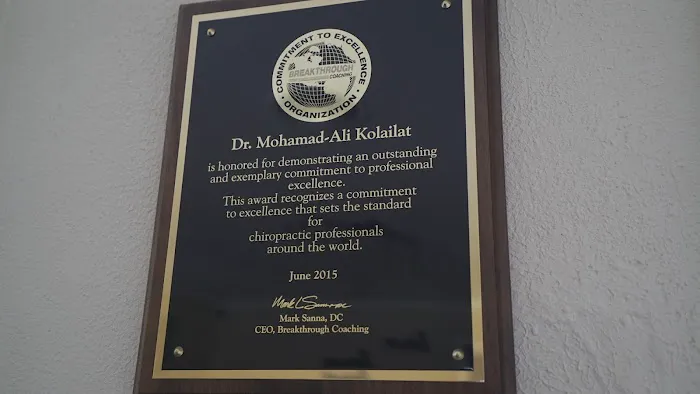 COMMITMENT TO EXCELLENCE
BREAKTHROUGH
COACHING
ORGANIZATION
Dr. Mohamad-Ali Kolailat
is honored for demonstrating an outstanding
and exemplary commitment to professional
excellence.
This award recognizes a commitment
to excellence that sets the standard
for
chiropractic professionals
around the world.
June 2015
Mark Sanna, DC
CEO, Breakthrough Coaching